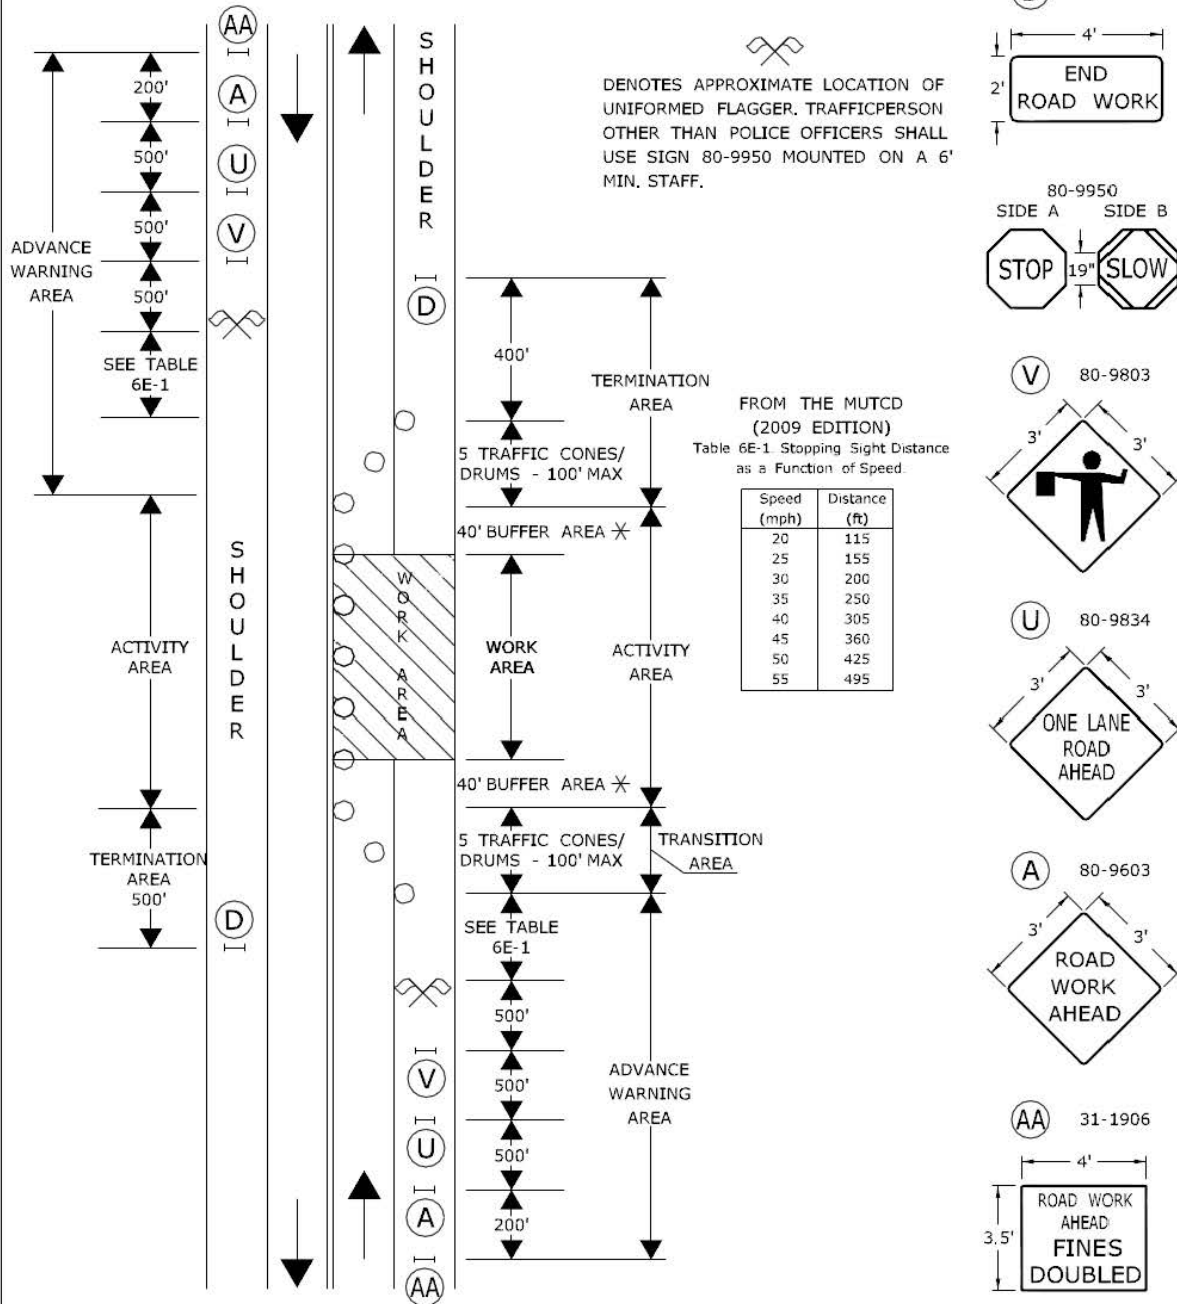 AA
200'
A
500'
U
500'
V
500'
ADVANCE
WARNING
AREA
SEE TABLE
6E-1
SHOULDER
ACTIVITY
AREA
TERMINATION
AREA
500'
D
SHOULDER
D
400'
TERMINATION
AREA
5 TRAFFIC CONES/
DRUMS - 100' MAX
40' BUFFER AREA *
WORK AREA
WORK
AREA
ACTIVITY
AREA
40' BUFFER AREA *
5 TRAFFIC CONES/
DRUMS - 100' MAX
TRANSITION
AREA
SEE TABLE
6E-1
500'
V
500'
U
500'
A
200'
AA
ADVANCE
WARNING
AREA
DENOTES APPROXIMATE LOCATION OF
UNIFORMED FLAGGER. TRAFFICPERSON
OTHER THAN POLICE OFFICERS SHALL
USE SIGN 80-9950 MOUNTED ON A 6'
MIN. STAFF.
FROM THE MUTCD
(2009 EDITION)
Table 6E-1. Stopping Sight Distance
as a Function of Speed.
Speed Distance
(mph) (ft)
20 115
25 155
30 200
35 250
40 305
45 360
50 425
55 495
4'
2'
END
ROAD WORK
80-9950
SIDE A SIDE B
STOP 19" SLOW
V 80-9803
3' 3'
U 80-9834
3' 3'
ONE LANE
ROAD
AHEAD
A 80-9603
3' 3'
ROAD
WORK
AHEAD
AA 31-1906
4'
3.5'
ROAD WORK
AHEAD
FINES
DOUBLED